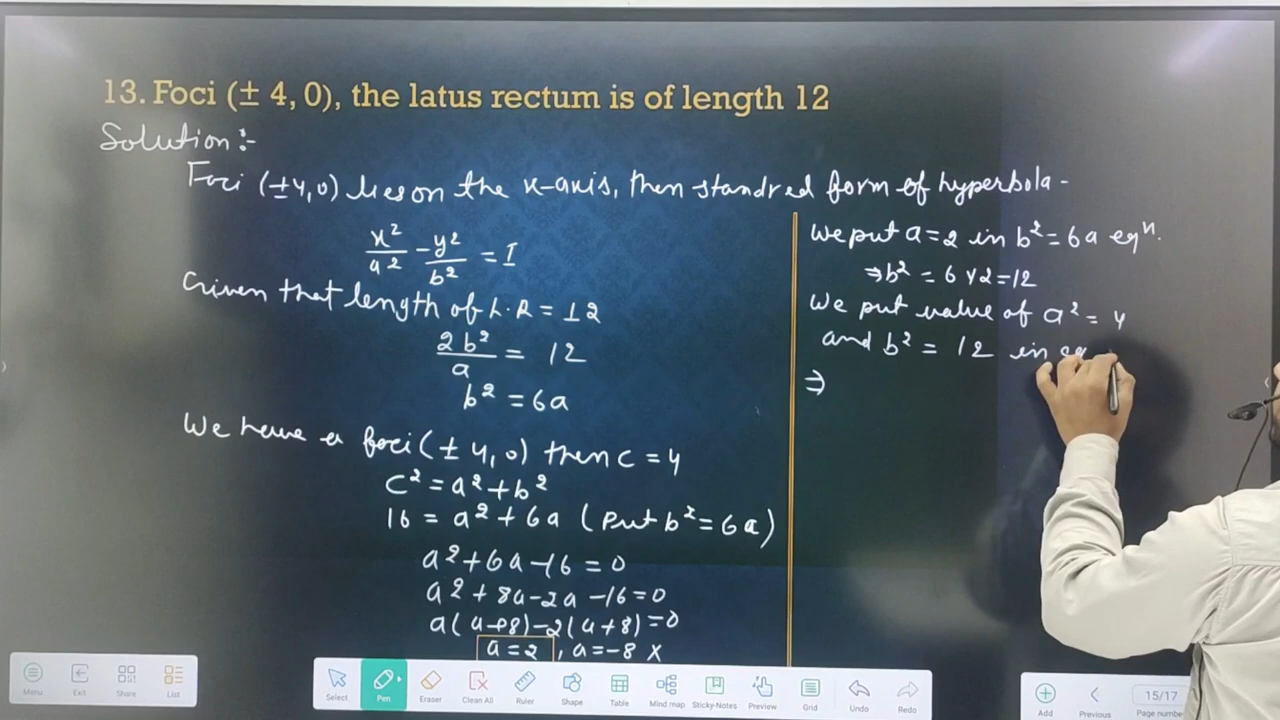 13. Foci (± 4, 0), the latus rectum is of length 12
Solution :-
Foci (±4,0) lies on the x-axis, then standred form of hyperbola -
x²/a² - y²/b² = 1
Given that length of L.R = 12
2b²/a = 12
b² = 6a
We have a foci (± 4, 0) then c = 4
c² = a² + b²
16 = a² + 6a (Put b² = 6a)
a² + 6a - 16 = 0
a² + 8a - 2a - 16 = 0
a(a+8) - 2(a+8) = 0
a = 2, a = -8 x
We put a = 2 in b² = 6a eqⁿ.
⇒ b² = 6 × 2 = 12
We put value of a² = 4
and b² = 12 in eq
⇒
Menu
Exit
Share
List
Select
Pen
Eraser
Clean All
Ruler
Shape
Table
Mind map
Sticky-Notes
Preview
Grid
Undo
Redo
Add
Previous
15/17
Page numbe